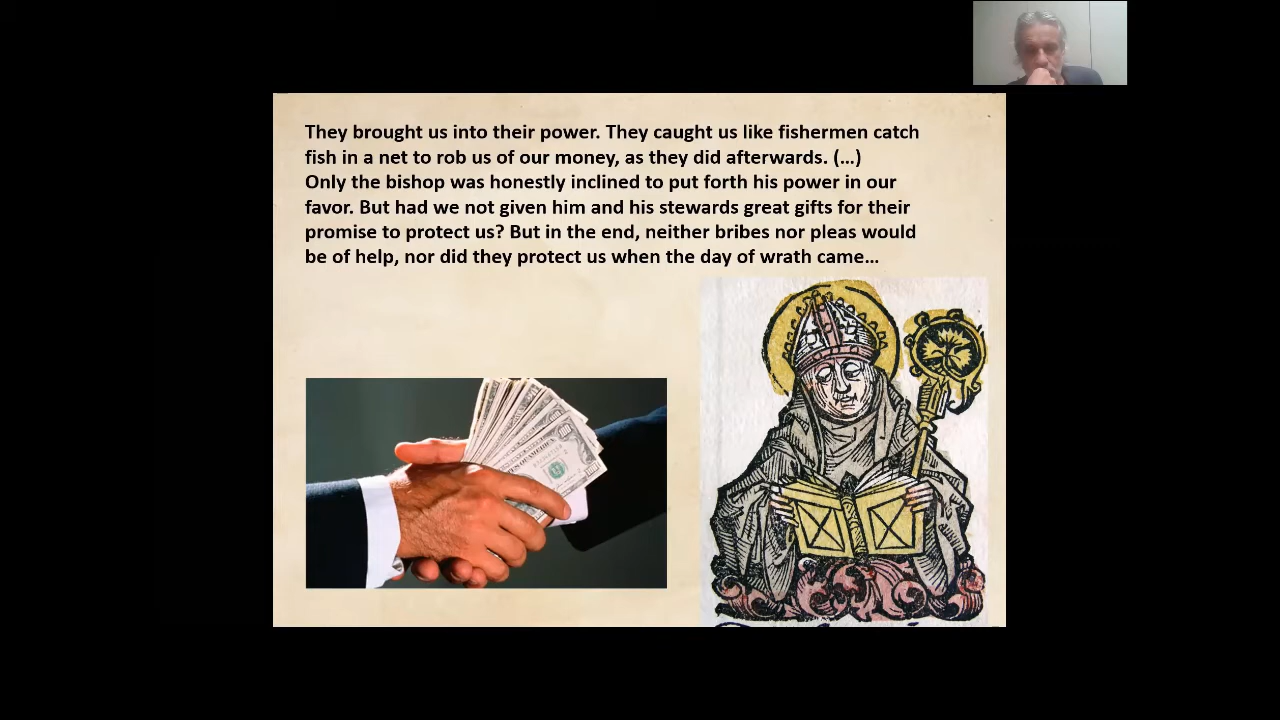 They brought us into their power. They caught us like fishermen catch
fish in a net to rob us of our money, as they did afterwards. (...)
Only the bishop was honestly inclined to put forth his power in our
favor. But had we not given him and his stewards great gifts for their
promise to protect us? But in the end, neither bribes nor pleas would
be of help, nor did they protect us when the day of wrath came...